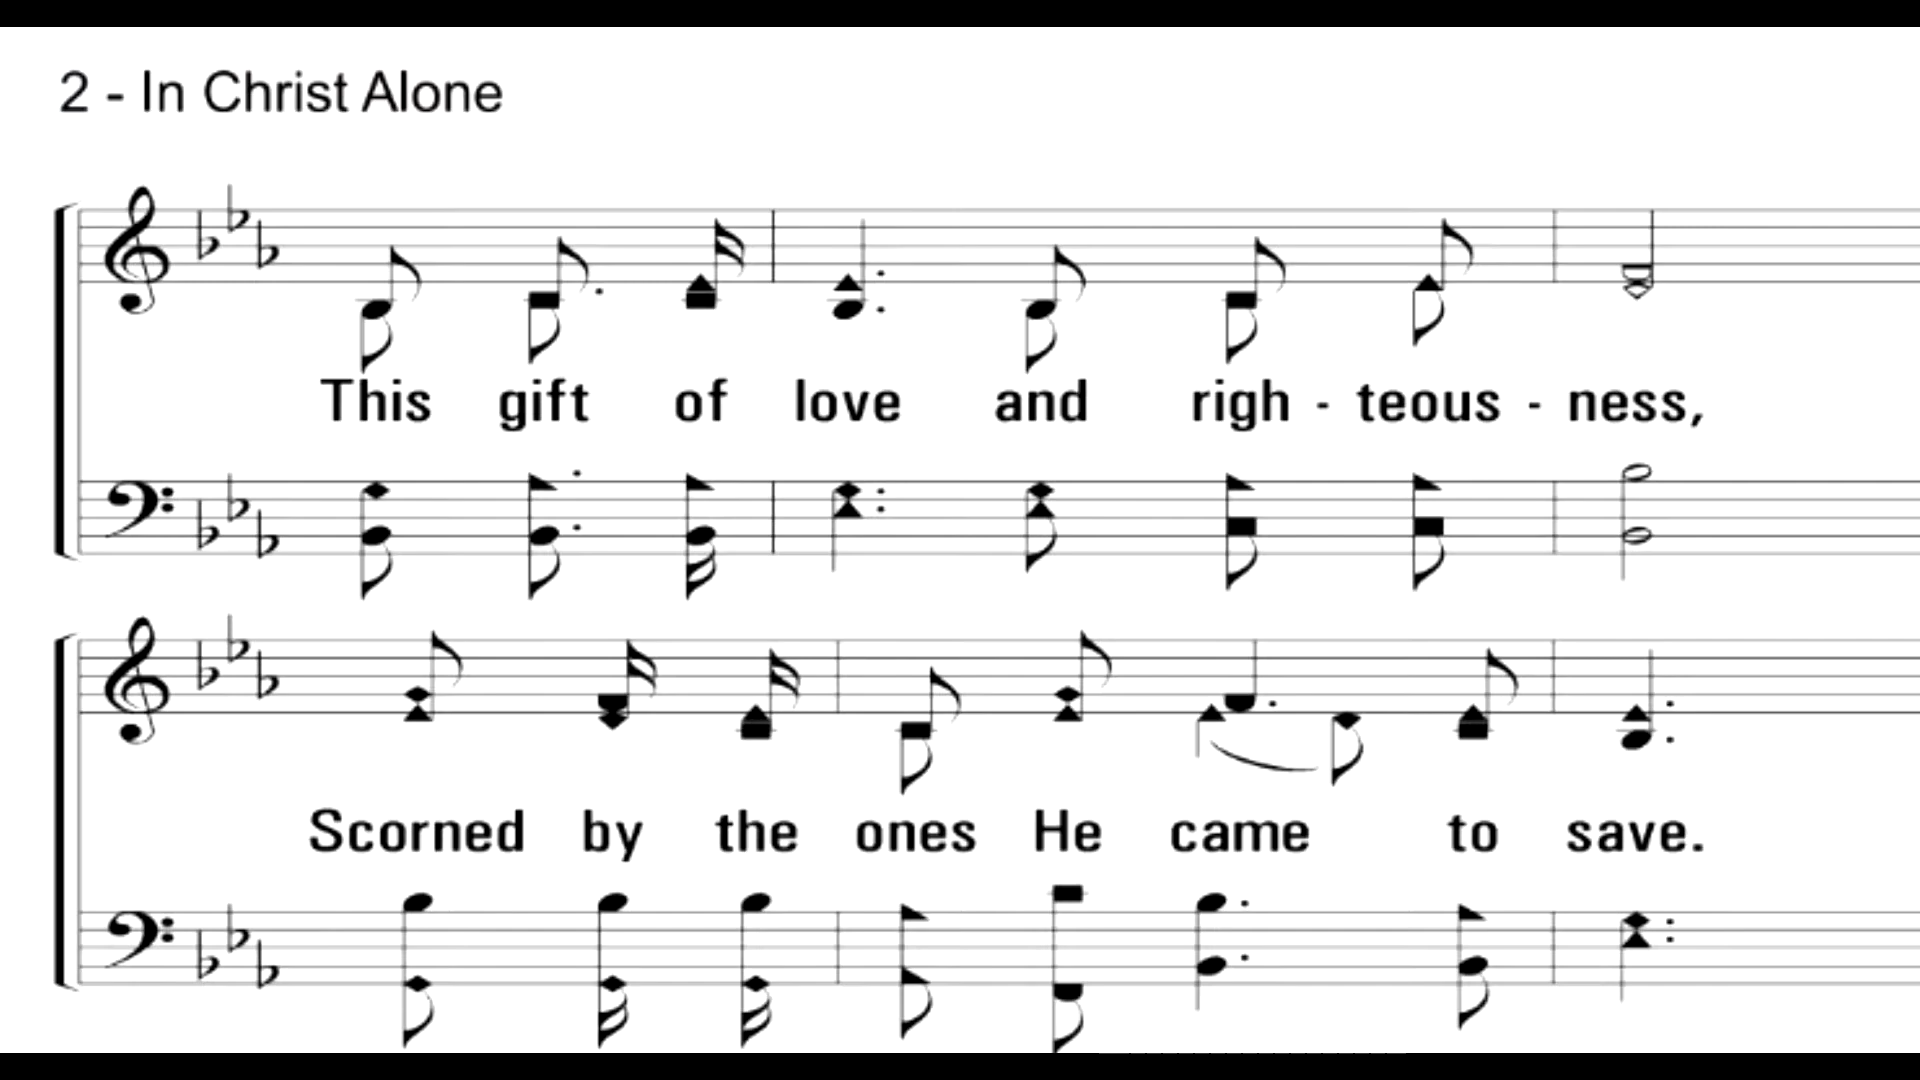 2 - In Christ Alone
This gift of love and righ - teous - ness,
Scorned by the ones He came to save.